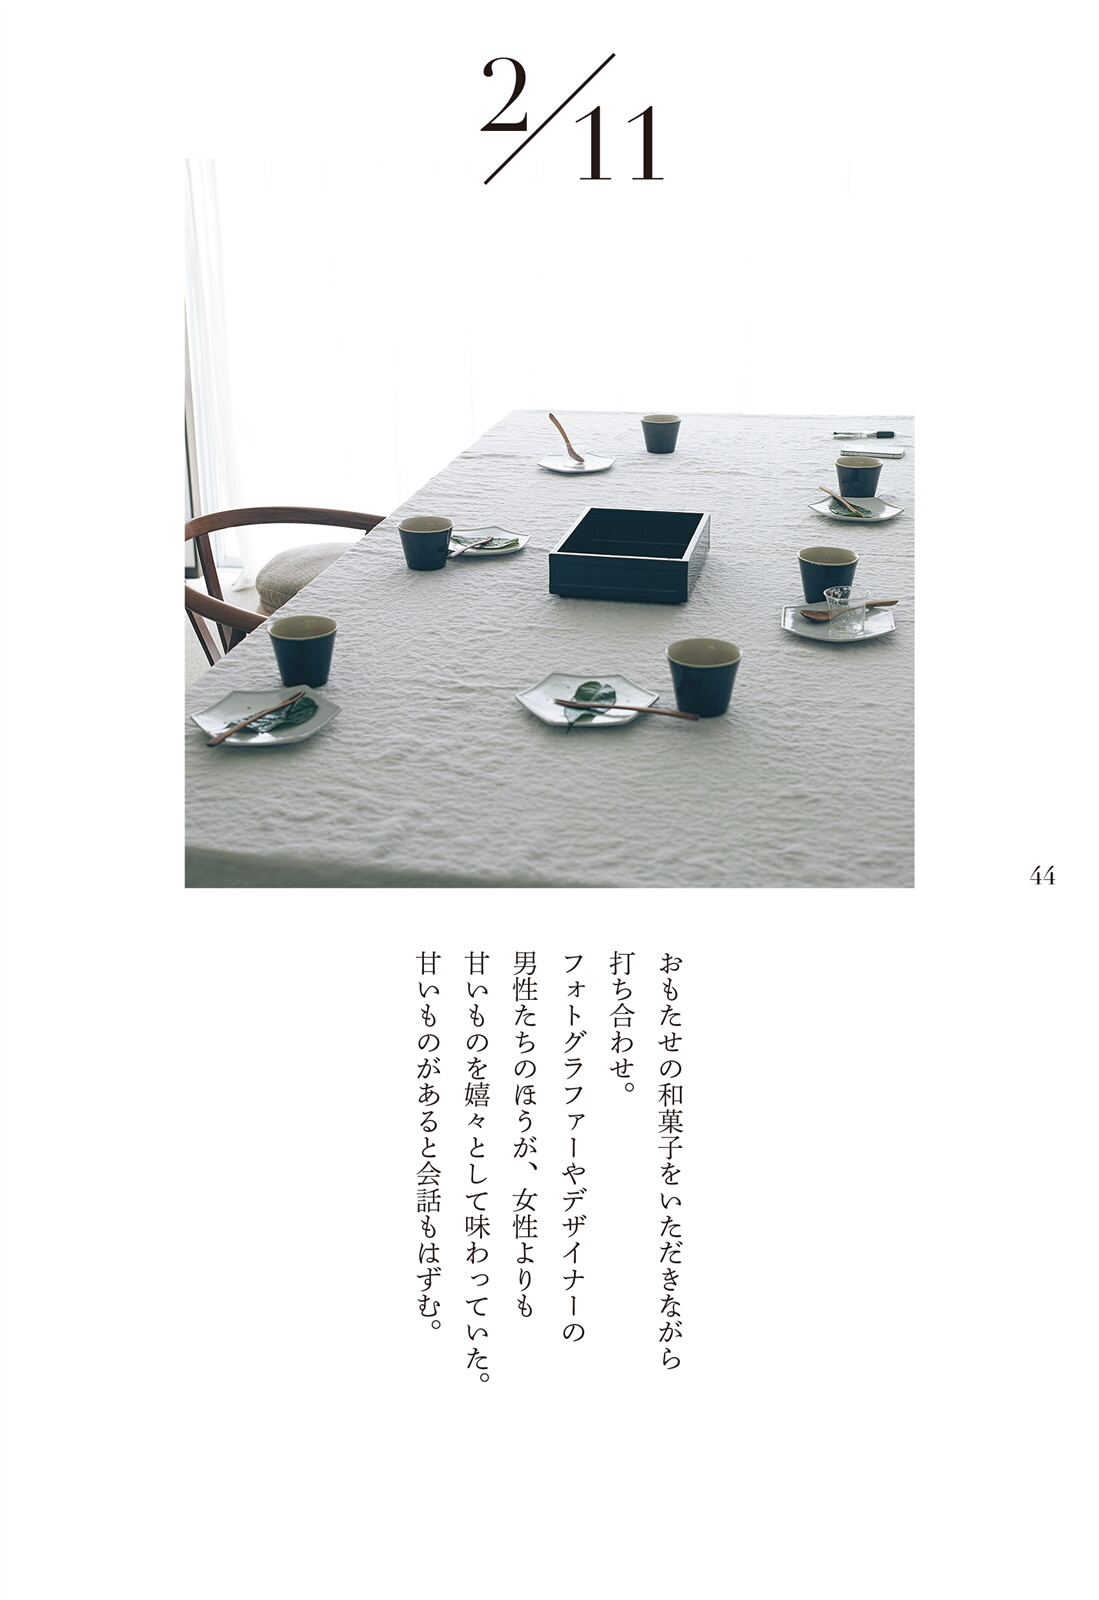 2/11
44
おもたせの和菓子をいただきながら
打ち合わせ。
フォトグラファーやデザイナーの
男性たちのほうが、女性よりも
甘いものを嬉々として味わっていた。
甘いものがあると会話もはずむ。